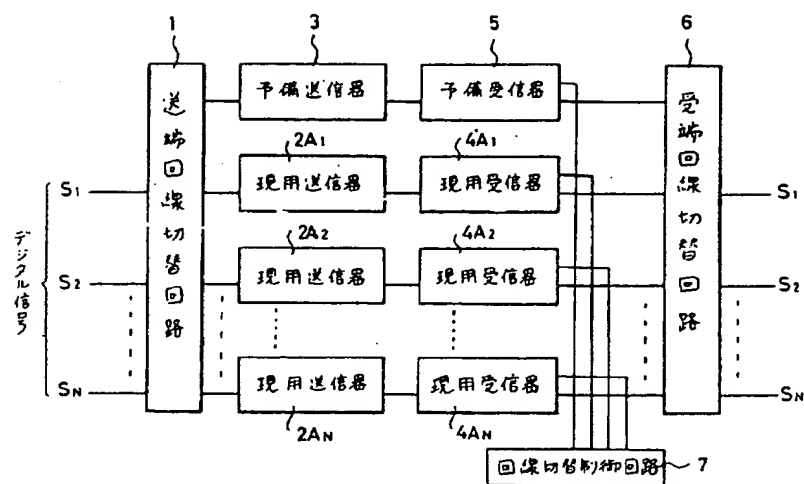 1
3
5
6
送端回線切替回路
予備送信器
予備受信器
受端回線切替回路
2A1
4A1
現用送信器
現用受信器
S1
S1
2A2
4A2
現用送信器
現用受信器
デジタル信号
S2
S2
現用送信器
現用受信器
SN
SN
2AN
4AN
回線切替制御回路
7